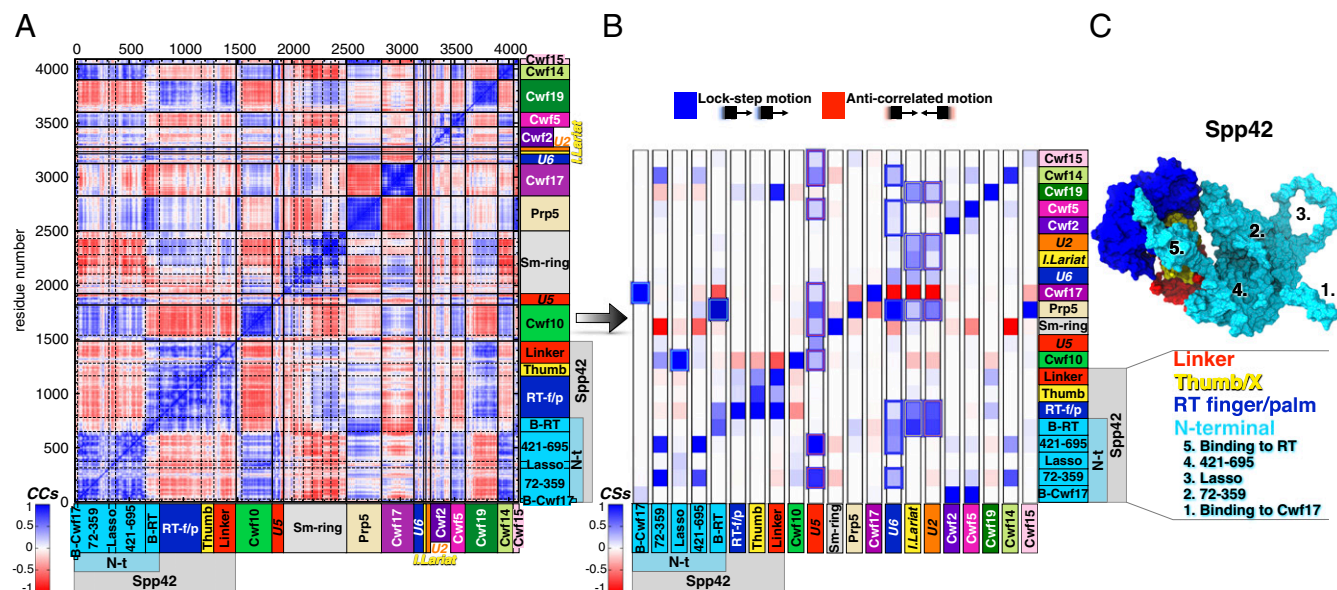 A
0 500 1000 1500 2000 2500 3000 3500 4000
4000
3500
3000
2500
2000
1500
1000
500
0
residue number
Cwf15
Cwf14
Cwf19
Cwf5
Cwf2 U2
I.Lariat
U6
Cwf17
Prp5
Sm-ring
U5
Cwf10
Linker
Thumb
RT-f/p
B-RT
421-695
Lasso
72-359
B-Cwf17
N-t
Spp42
CCs
1
0
-1
B-Cwf17
72-359
Lasso
421-695
B-RT
RT-f/p
Thumb
Linker
Cwf10
U5
Sm-ring
Prp5
Cwf17
U6
I.Lariat
U2
Cwf2
Cwf5
Cwf19
Cwf14
Cwf15
N-t
Spp42
B
Lock-step motion
Anti-correlated motion
Cwf15
Cwf14
Cwf19
Cwf5
Cwf2
U2
I.Lariat
U6
Cwf17
Prp5
Sm-ring
U5
Cwf10
Linker
Thumb
RT-f/p
B-RT
421-695
Lasso
72-359
B-Cwf17
N-t
Spp42
CSs
1
0
-1
B-Cwf17
72-359
Lasso
421-695
B-RT
RT-f/p
Thumb
Linker
Cwf10
U5
Sm-ring
Prp5
Cwf17
U6
I.Lariat
U2
Cwf2
Cwf5
Cwf19
Cwf14
Cwf15
N-t
Spp42
C
Spp42
3.
2.
5.
4.
1.
Linker
Thumb/X
RT finger/palm
N-terminal
5. Binding to RT
4. 421-695
3. Lasso
2. 72-359
1. Binding to Cwf17